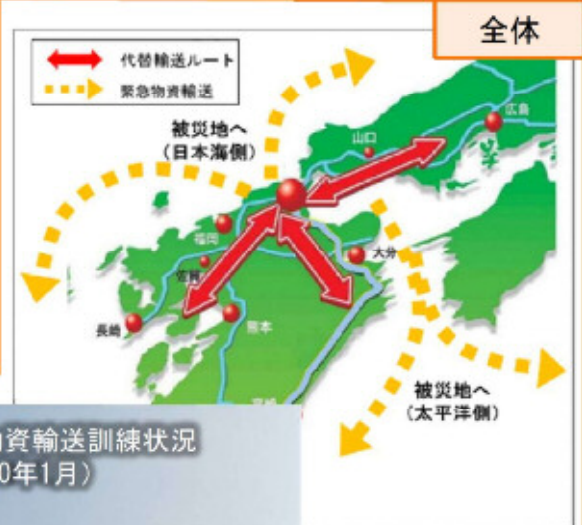 全体
代替輸送ルート
緊急物資輸送
被災地へ
（日本海側）
広島
山口
福岡
佐賀
大分
長崎
熊本
被災地へ
（太平洋側）
資輸送訓練状況
0年1月）